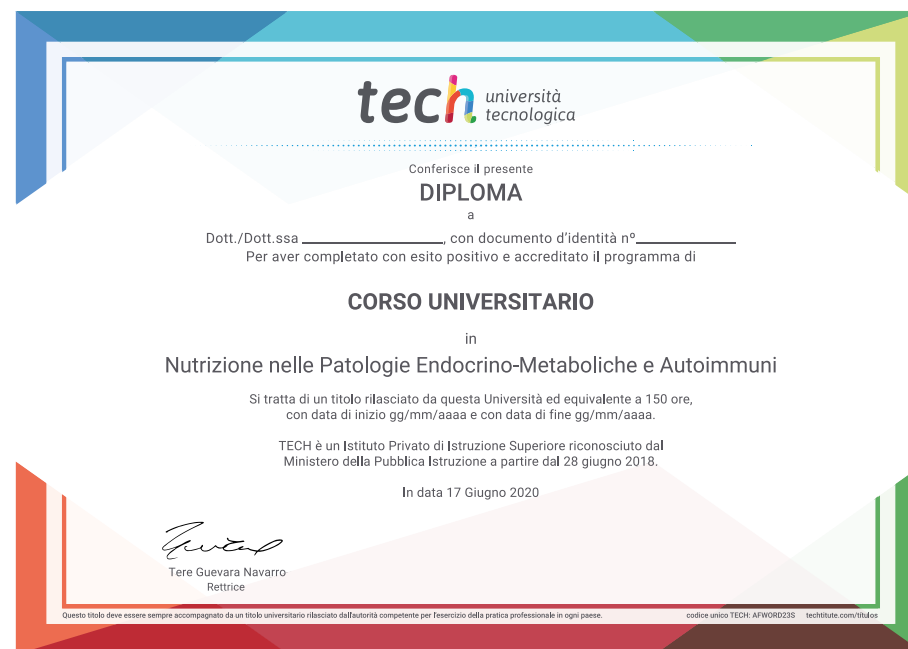 tech università
tecnologica
Conferisce il presente
DIPLOMA
a
Dott./Dott.ssa ____________________, con documento d'identità nº______________
Per aver completato con esito positivo e accreditato il programma di
CORSO UNIVERSITARIO
in
Nutrizione nelle Patologie Endocrino-Metaboliche e Autoimmuni
Si tratta di un titolo rilasciato da questa Università ed equivalente a 150 ore,
con data di inizio gg/mm/aaaa e con data di fine gg/mm/aaaa.
TECH è un Istituto Privato di Istruzione Superiore riconosciuto dal
Ministero della Pubblica Istruzione a partire dal 28 giugno 2018.
In data 17 Giugno 2020
Tere Guevara Navarro
Rettrice
Questo titolo deve essere sempre accompagnato da un titolo universitario rilasciato dall'autorità competente per l'esercizio della pratica professionale in ogni paese. codice unico TECH: AFWORD23S techtitute.com/titulos